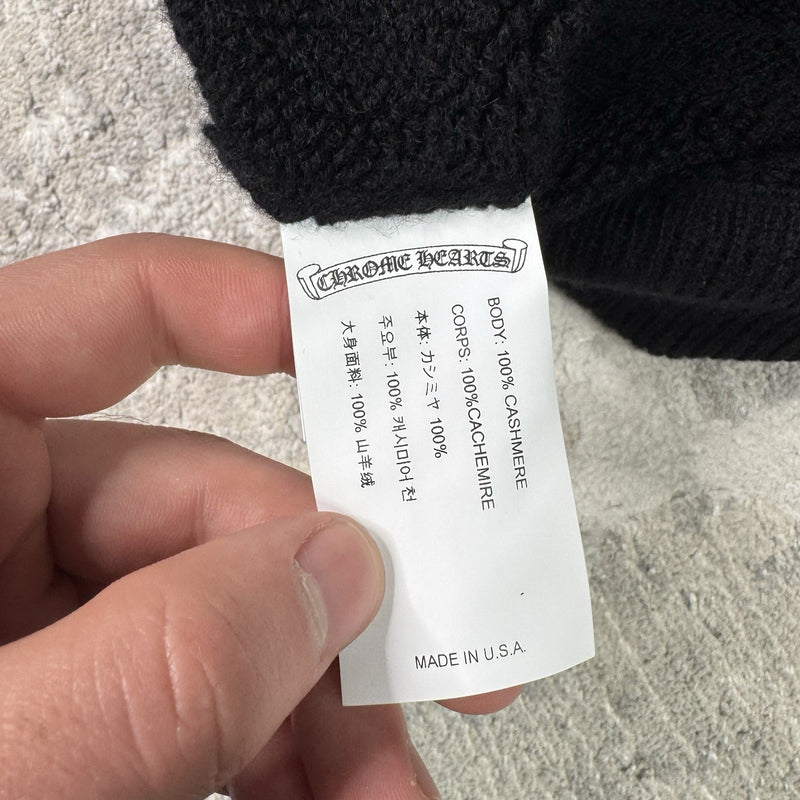 CHROME HEARTS
BODY: 100% CASHMERE
CORPS: 100%CACHEMIRE
本体: カシミヤ 100%
주요부: 100% 캐시미어 천
大身面料: 100% 山羊绒
MADE IN U.S.A.